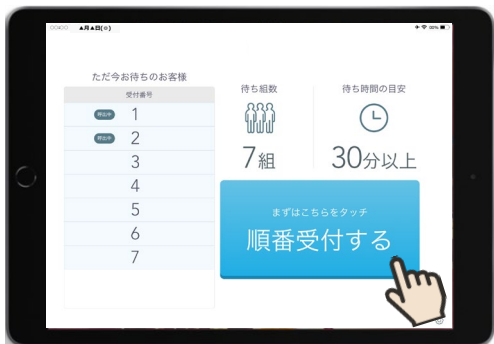 ▲月▲日(○)
ただ今お待ちのお客様
受付番号
呼出中 1
呼出中 2
3
4
5
6
7
待ち組数
7組
待ち時間の目安
30分以上
まずはこちらをタッチ
順番受付する